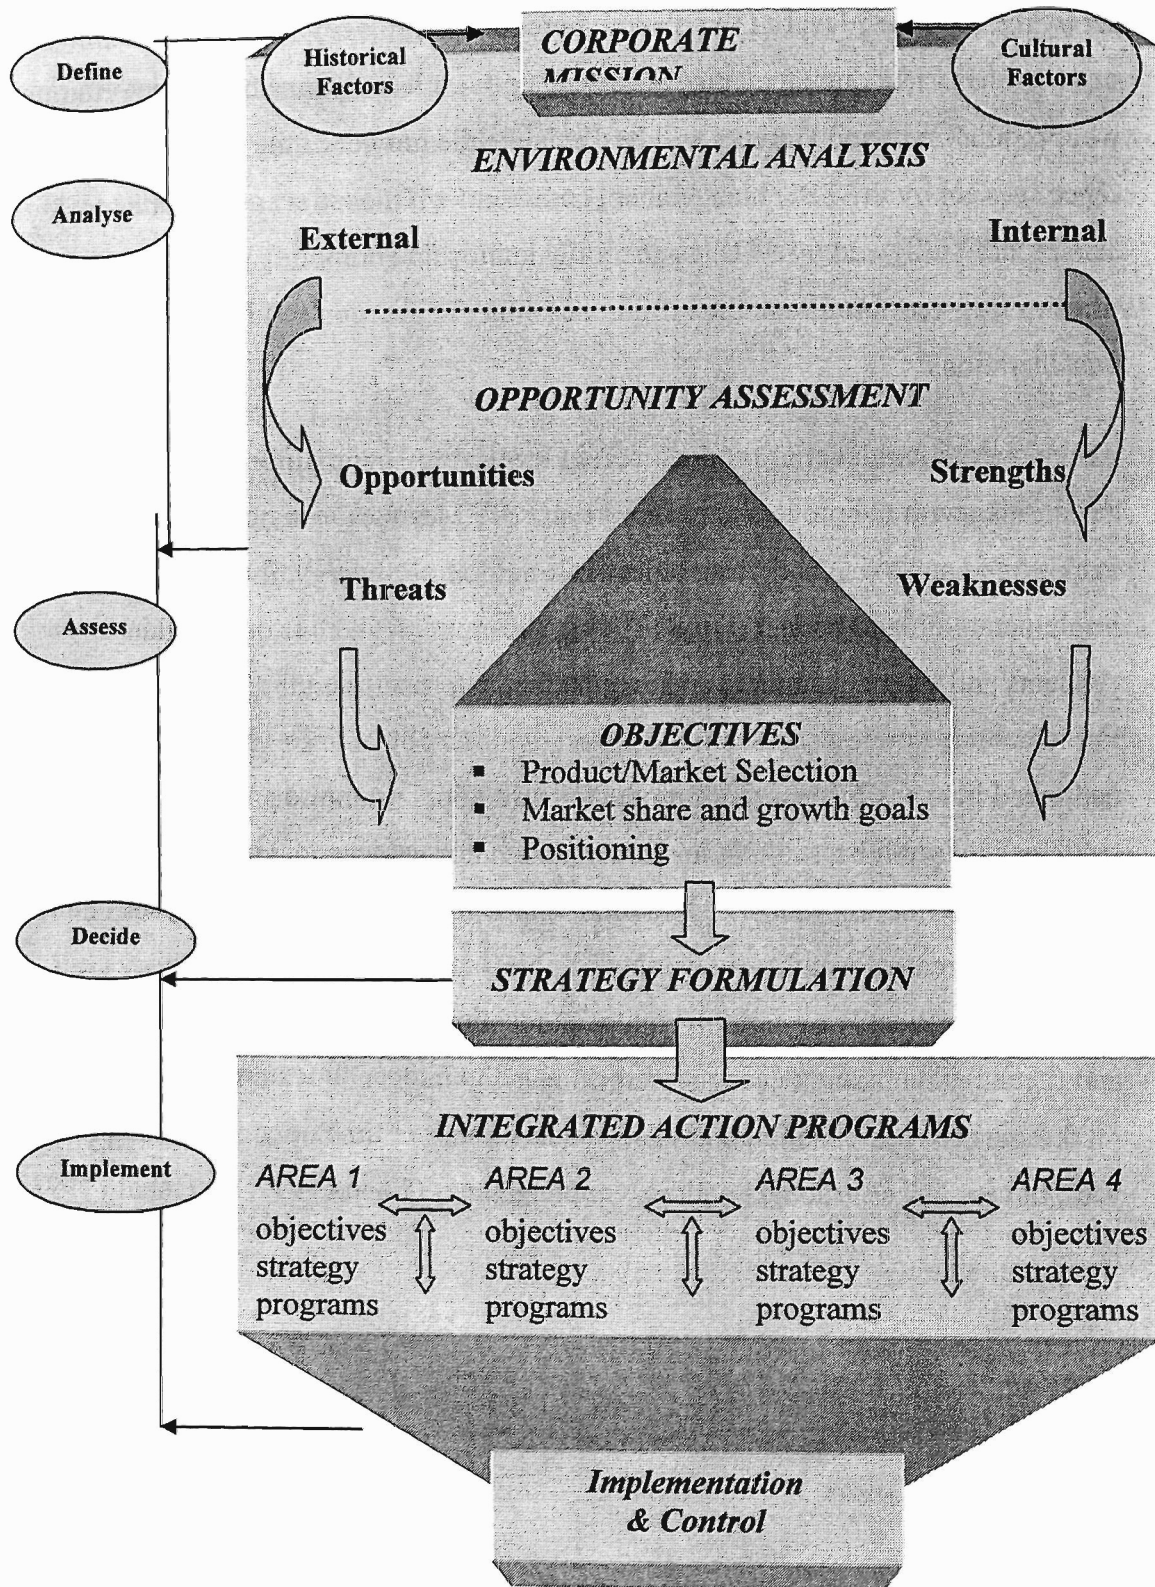 Define
Historical
Factors
CORPORATE
MISSION
Cultural
Factors
ENVIRONMENTAL ANALYSIS
Analyse
External
Internal
OPPORTUNITY ASSESSMENT
Opportunities
Strengths
Threats
Weaknesses
Assess
OBJECTIVES
▪ Product/Market Selection
▪ Market share and growth goals
▪ Positioning
Decide
STRATEGY FORMULATION
INTEGRATED ACTION PROGRAMS
Implement
AREA 1
objectives
strategy
programs
AREA 2
objectives
strategy
programs
AREA 3
objectives
strategy
programs
AREA 4
objectives
strategy
programs
Implementation
& Control